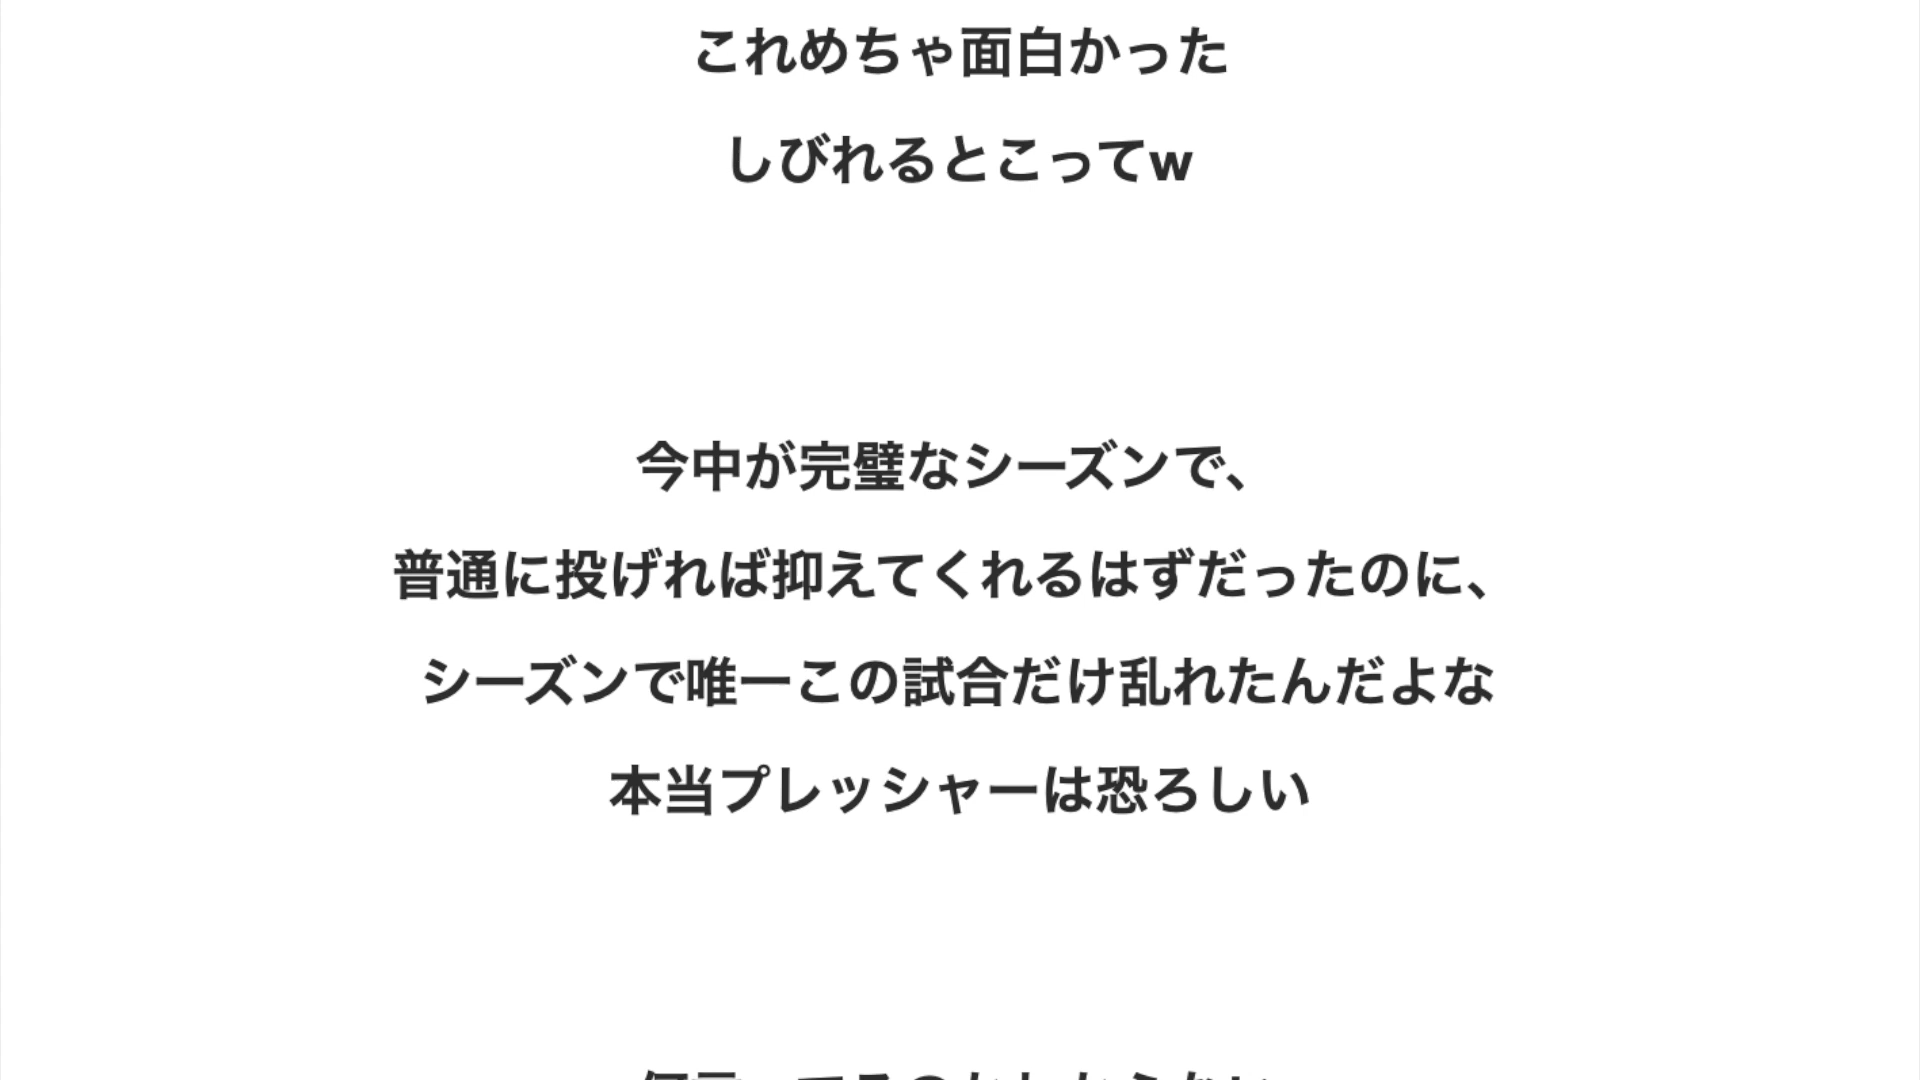 これめちゃ面白かった
しびれるとこってw
今中が完璧なシーズンで、
普通に投げれば抑えてくれるはずだったのに、
シーズンで唯一この試合だけ乱れたんだよな
本当プレッシャーは恐ろしい